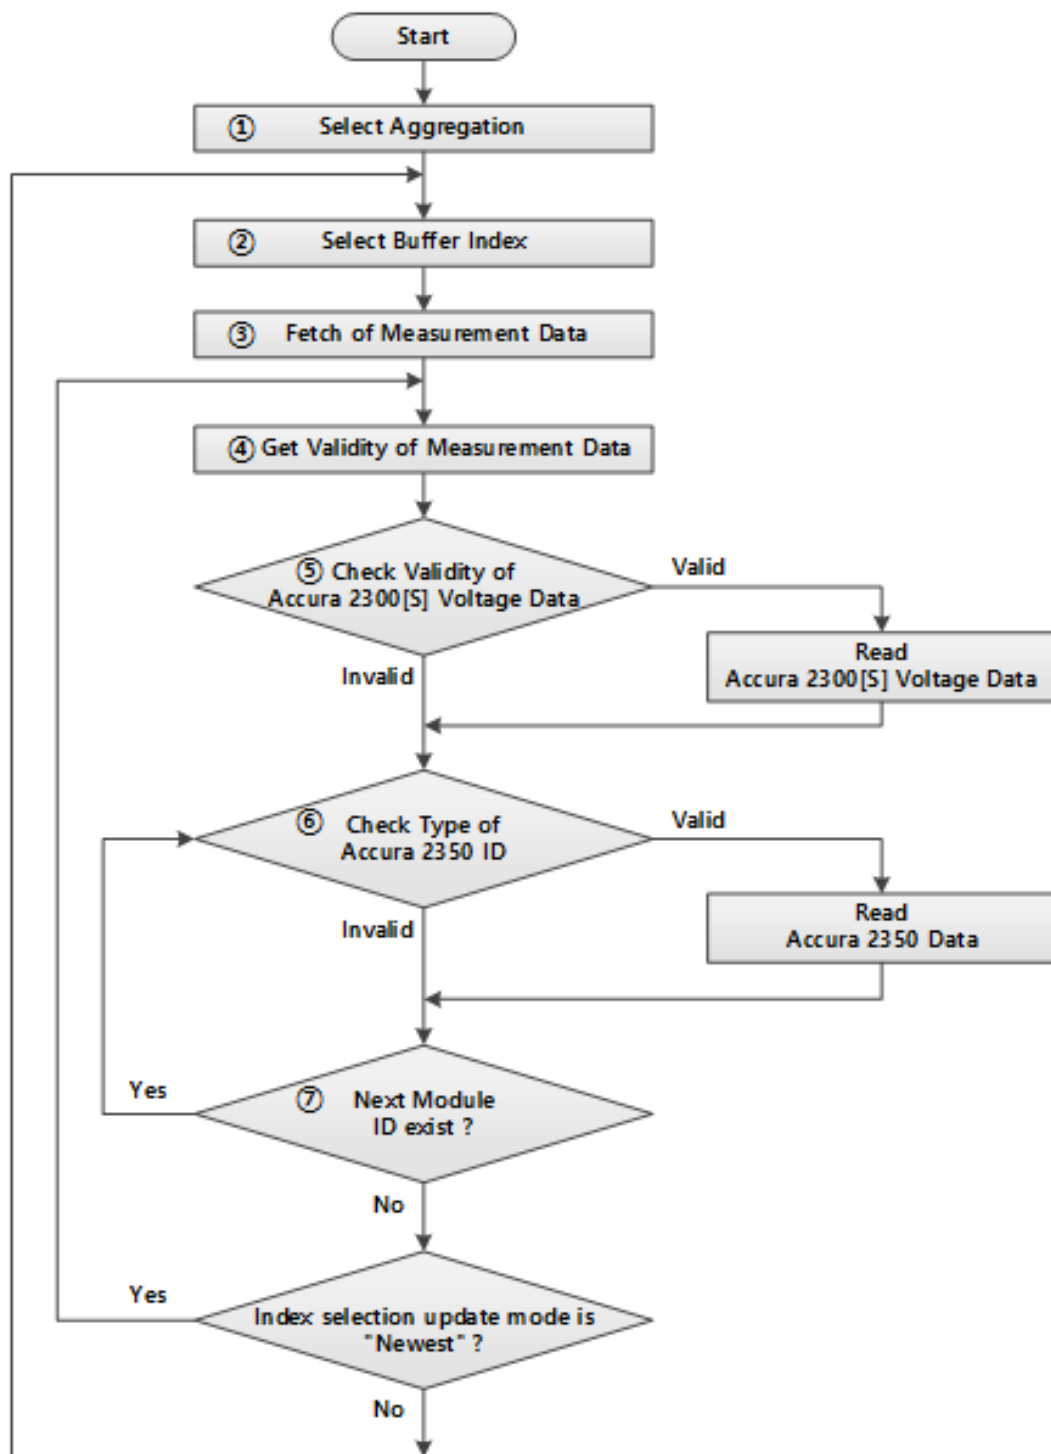 Start
① Select Aggregation
② Select Buffer Index
③ Fetch of Measurement Data
④ Get Validity of Measurement Data
⑤ Check Validity of
Accura 2300[S] Voltage Data
Valid
Read
Accura 2300[S] Voltage Data
Invalid
⑥ Check Type of
Accura 2350 ID
Valid
Read
Accura 2350 Data
Invalid
⑦ Next Module
ID exist ?
Yes
No
Index selection update mode is
"Newest" ?
Yes
No